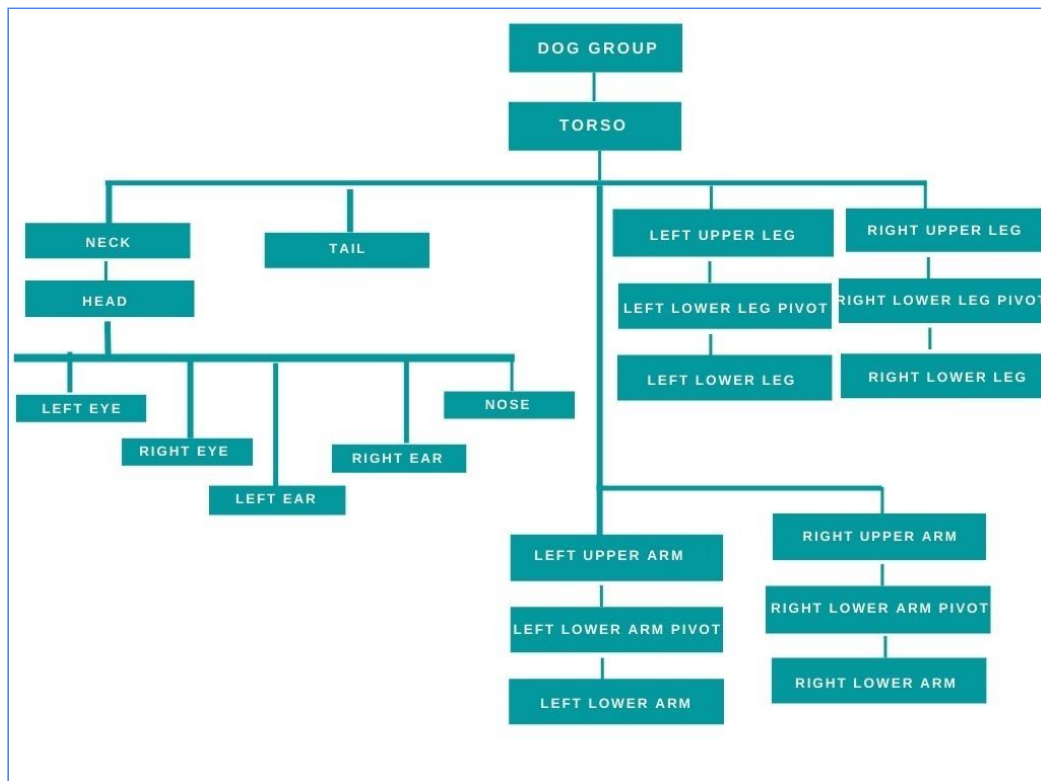 DOG GROUP
TORSO
NECK
TAIL
LEFT UPPER LEG
RIGHT UPPER LEG
HEAD
LEFT LOWER LEG PIVOT
RIGHT LOWER LEG PIVOT
LEFT LOWER LEG
RIGHT LOWER LEG
LEFT EYE
NOSE
RIGHT EYE
RIGHT EAR
LEFT EAR
LEFT UPPER ARM
RIGHT UPPER ARM
LEFT LOWER ARM PIVOT
RIGHT LOWER ARM PIVOT
LEFT LOWER ARM
RIGHT LOWER ARM